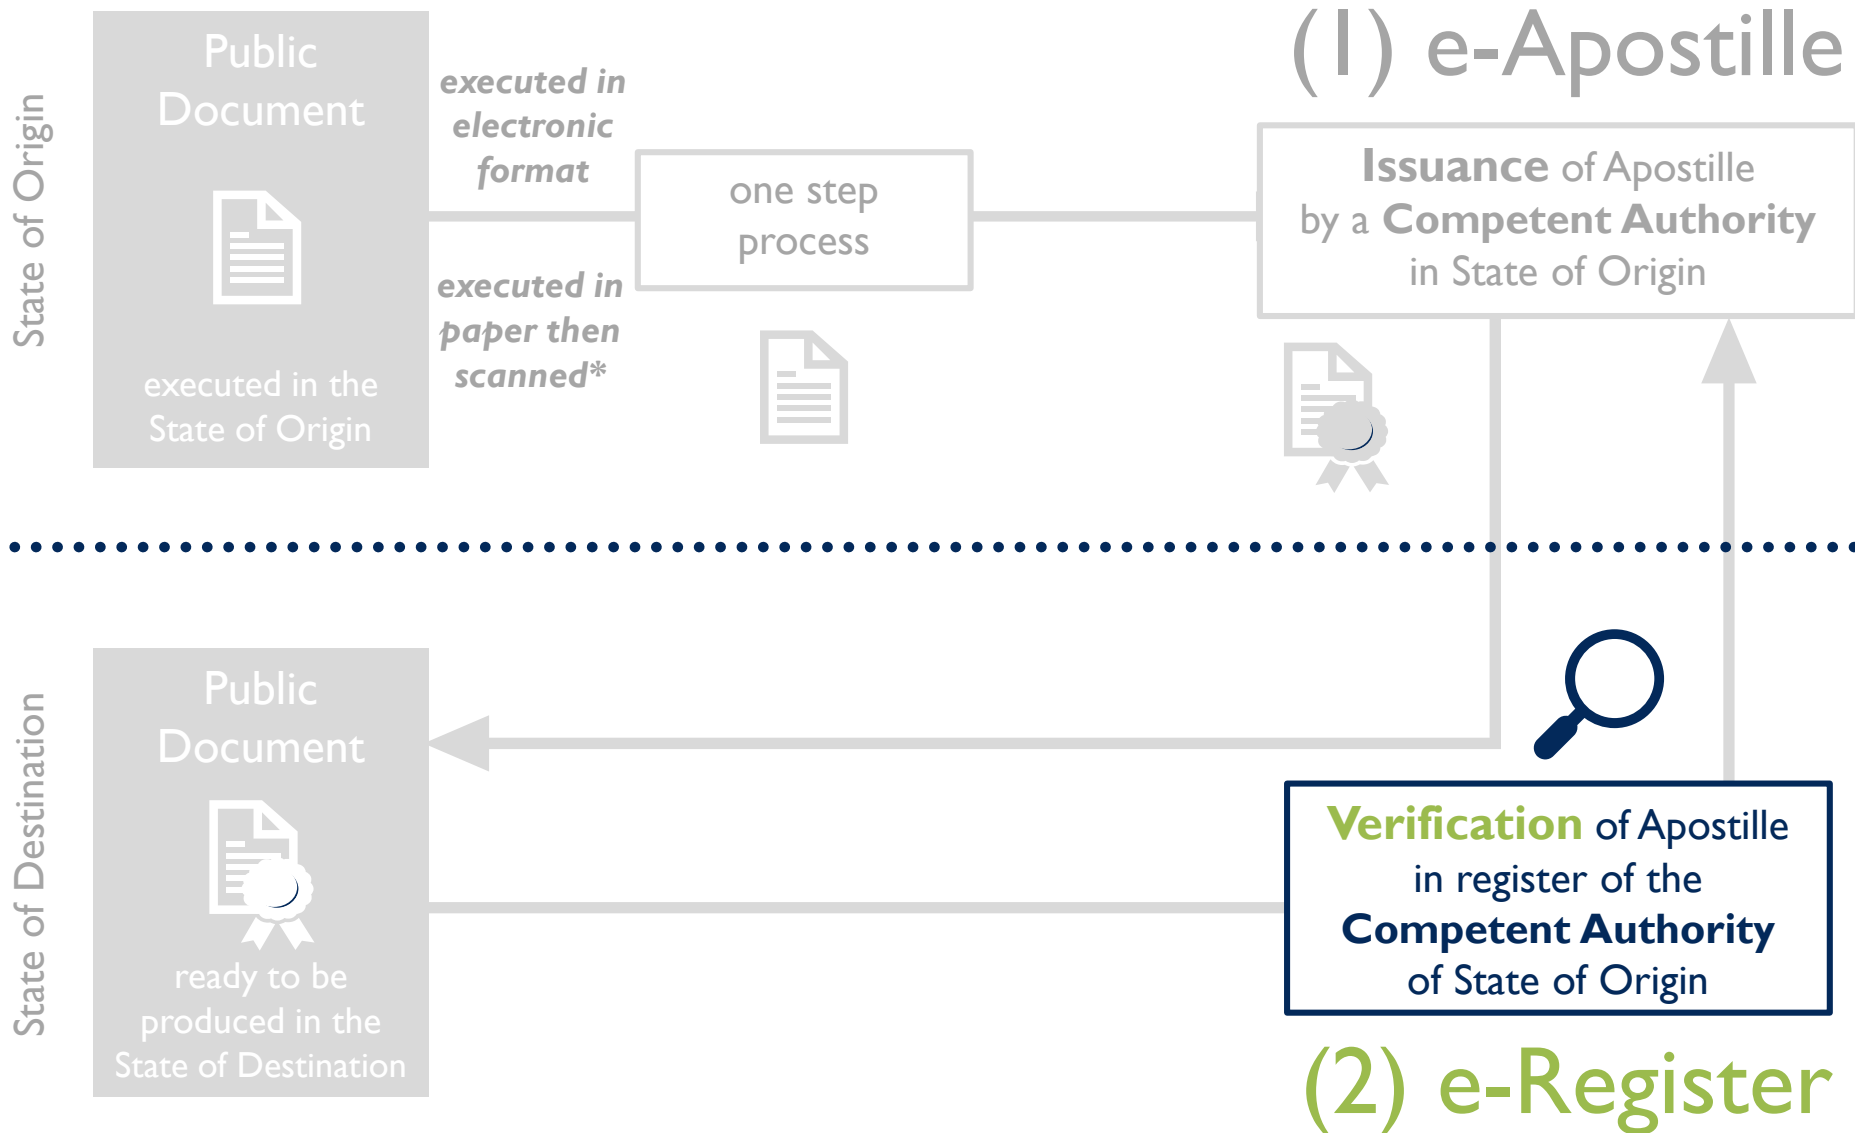 (1) e-Apostille
State of Origin
Public
Document
executed in the
State of Origin
executed in
electronic
format
executed in
paper then
scanned*
one step
process
Issuance of Apostille
by a Competent Authority
in State of Origin
State of Destination
Public
Document
ready to be
produced in the
State of Destination
Verification of Apostille
in register of the
Competent Authority
of State of Origin
(2) e-Register